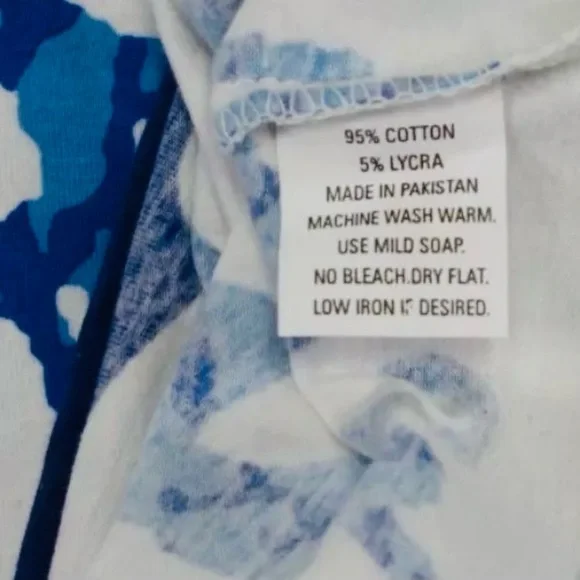 95% COTTON
5% LYCRA
MADE IN PAKISTAN
MACHINE WASH WARM.
USE MILD SOAP.
NO BLEACH.DRY FLAT.
LOW IRON IF DESIRED.